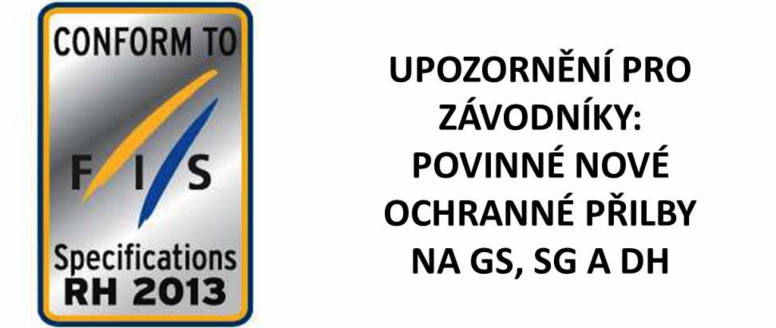 CONFORM TO
F I S
Specifications
RH 2013
UPOZORNĚNÍ PRO
ZÁVODNÍKY:
POVINNÉ NOVÉ
OCHRANNÉ PŘILBY
NA GS, SG A DH